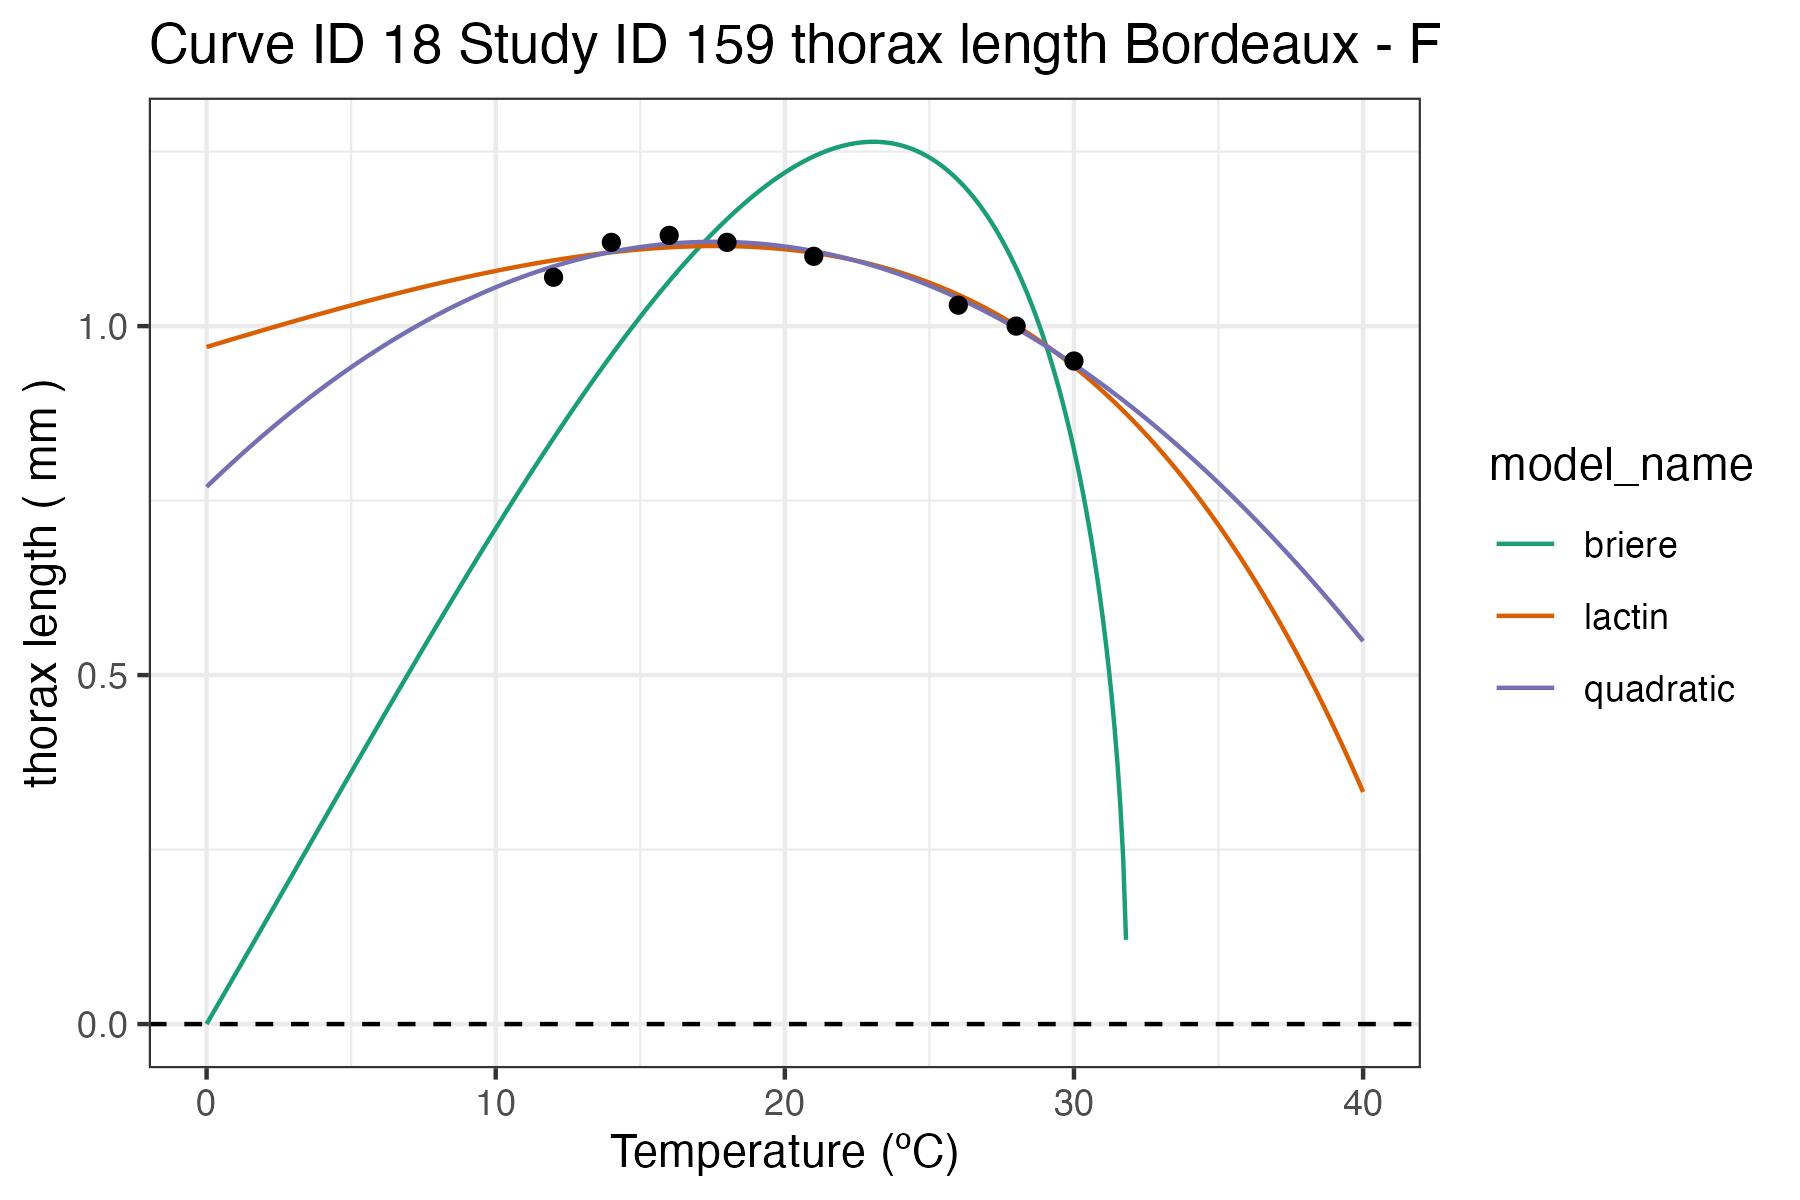 Curve ID 18 Study ID 159 thorax length Bordeaux - F
thorax length ( mm )
1.0
0.5
0.0
0 10 20 30 40
Temperature (ºC)
model_name
briere
lactin
quadratic